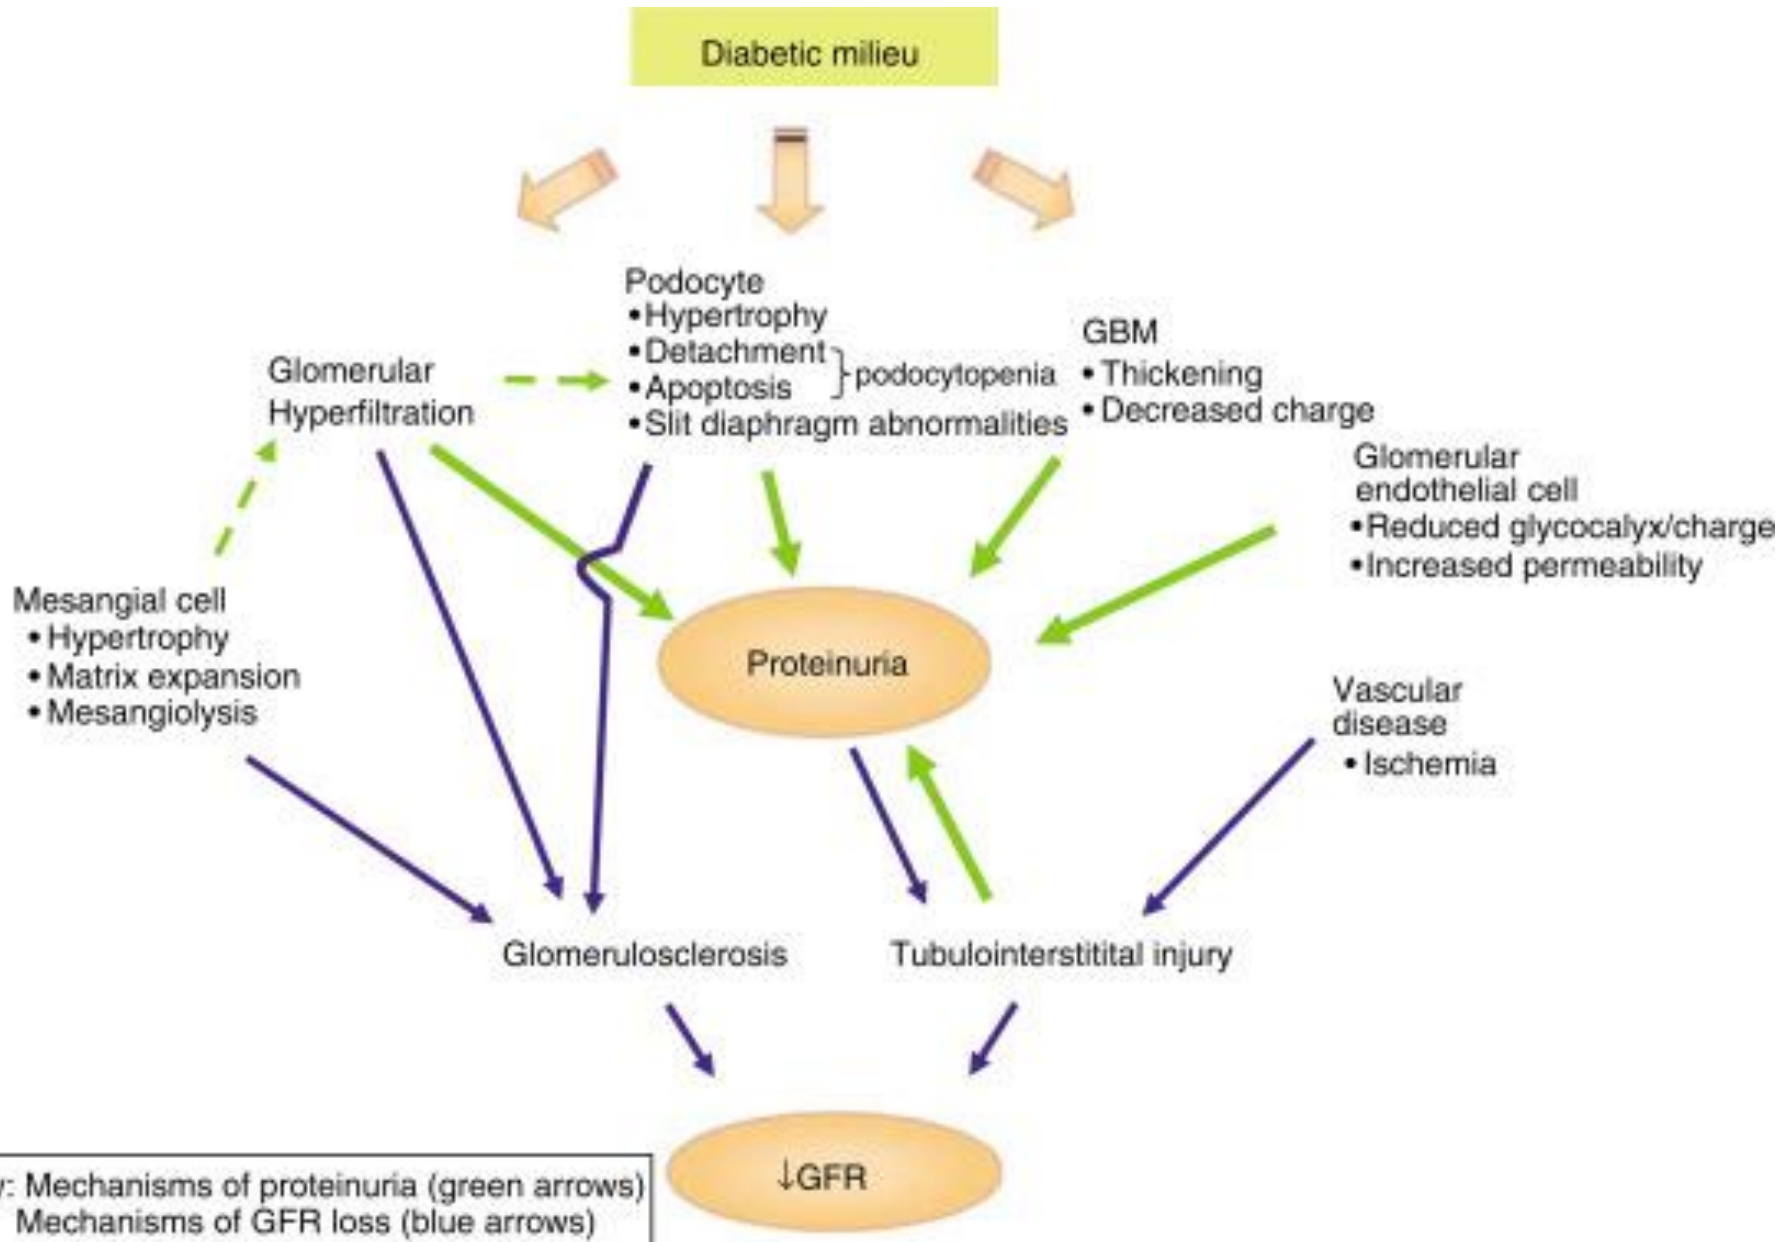 Diabetic milieu
Podocyte
•Hypertrophy
•Detachment
•Apoptosis
podocytopenia
•Slit diaphragm abnormalities
GBM
•Thickening
•Decreased charge
Glomerular
Hyperfiltration
Glomerular
endothelial cell
•Reduced glycocalyx/charge
•Increased permeability
Mesangial cell
•Hypertrophy
•Matrix expansion
•Mesangiolysis
Proteinuria
Vascular
disease
•Ischemia
Glomerulosclerosis
Tubulointerstitital injury
↓GFR
: Mechanisms of proteinuria (green arrows)
Mechanisms of GFR loss (blue arrows)